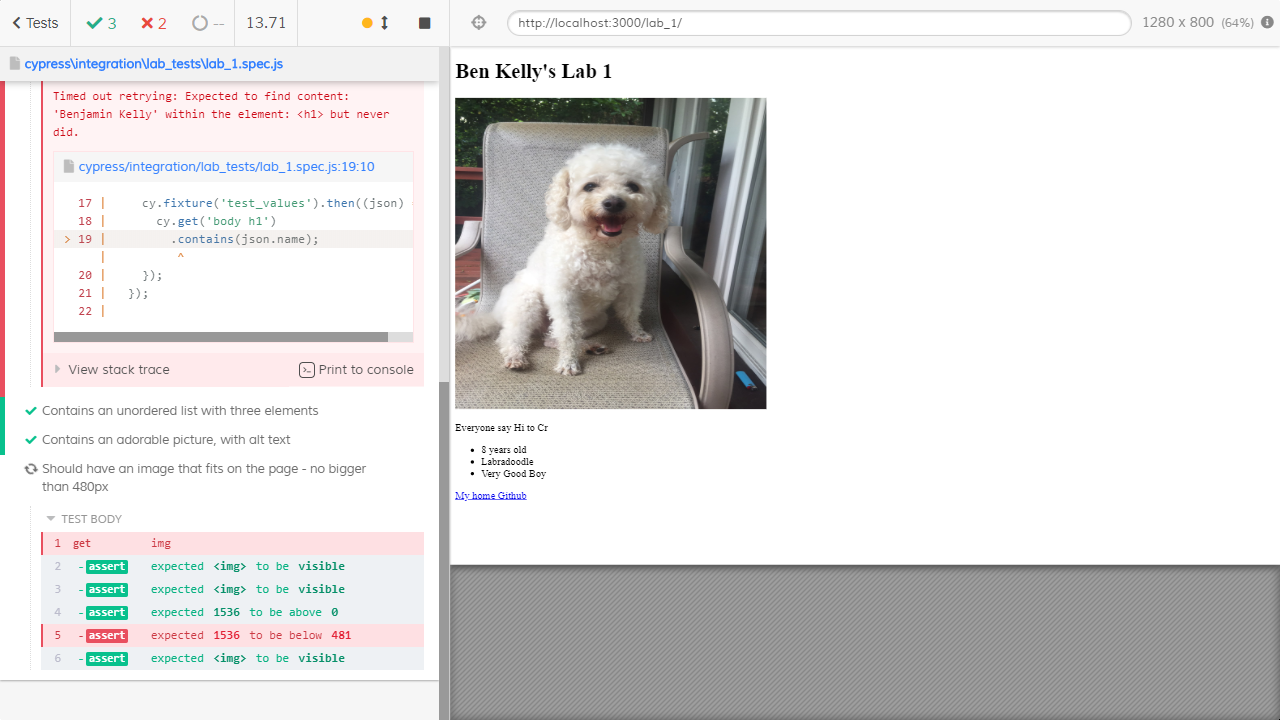 Tests
3
2
--
13.71
http://localhost:3000/lab_1/
1280 x 800 (64%)
cypress\integration\lab_tests\lab_1.spec.js
Timed out retrying: Expected to find content:
'Benjamin Kelly' within the element: <h1> but never
did.
cypress/integration/lab_tests/lab_1.spec.js:19:10
17 | cy.fixture('test_values').then((json)
18 | cy.get('body h1')
> 19 | .contains(json.name);
| ^
20 | });
21 | });
22 |
View stack trace
Print to console
Contains an unordered list with three elements
Contains an adorable picture, with alt text
Should have an image that fits on the page - no bigger
than 480px
TEST BODY
1 get img
2 -assert expected <img> to be visible
3 -assert expected <img> to be visible
4 -assert expected 1536 to be above 0
5 -assert expected 1536 to be below 481
6 -assert expected <img> to be visible
Ben Kelly's Lab 1
Everyone say Hi to Cr
8 years old
Labradoodle
Very Good Boy
My home Github